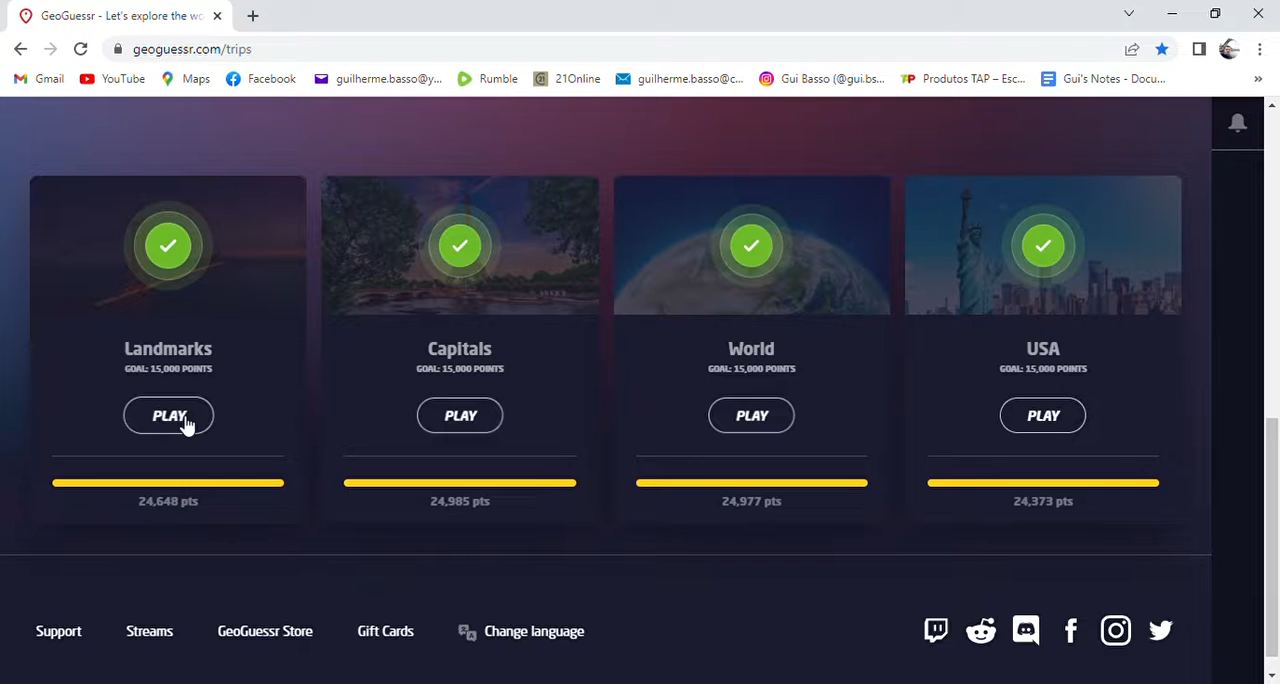 GeoGuessr - Let's explore the wo
geoguessr.com/trips
Gmail YouTube Maps Facebook guilherme.basso@y... Rumble 21Online guilherme.basso@c... Gui Basso (@gui.bs... Produtos TAP – Esc... Gui's Notes - Docu... »
Landmarks Capitals World USA
GOAL: 15,000 POINTS GOAL: 15,000 POINTS GOAL: 15,000 POINTS GOAL: 15,000 POINTS
PLAY PLAY PLAY PLAY
24,648 pts 24,985 pts 24,977 pts 24,373 pts
Support Streams GeoGuessr Store Gift Cards Change language